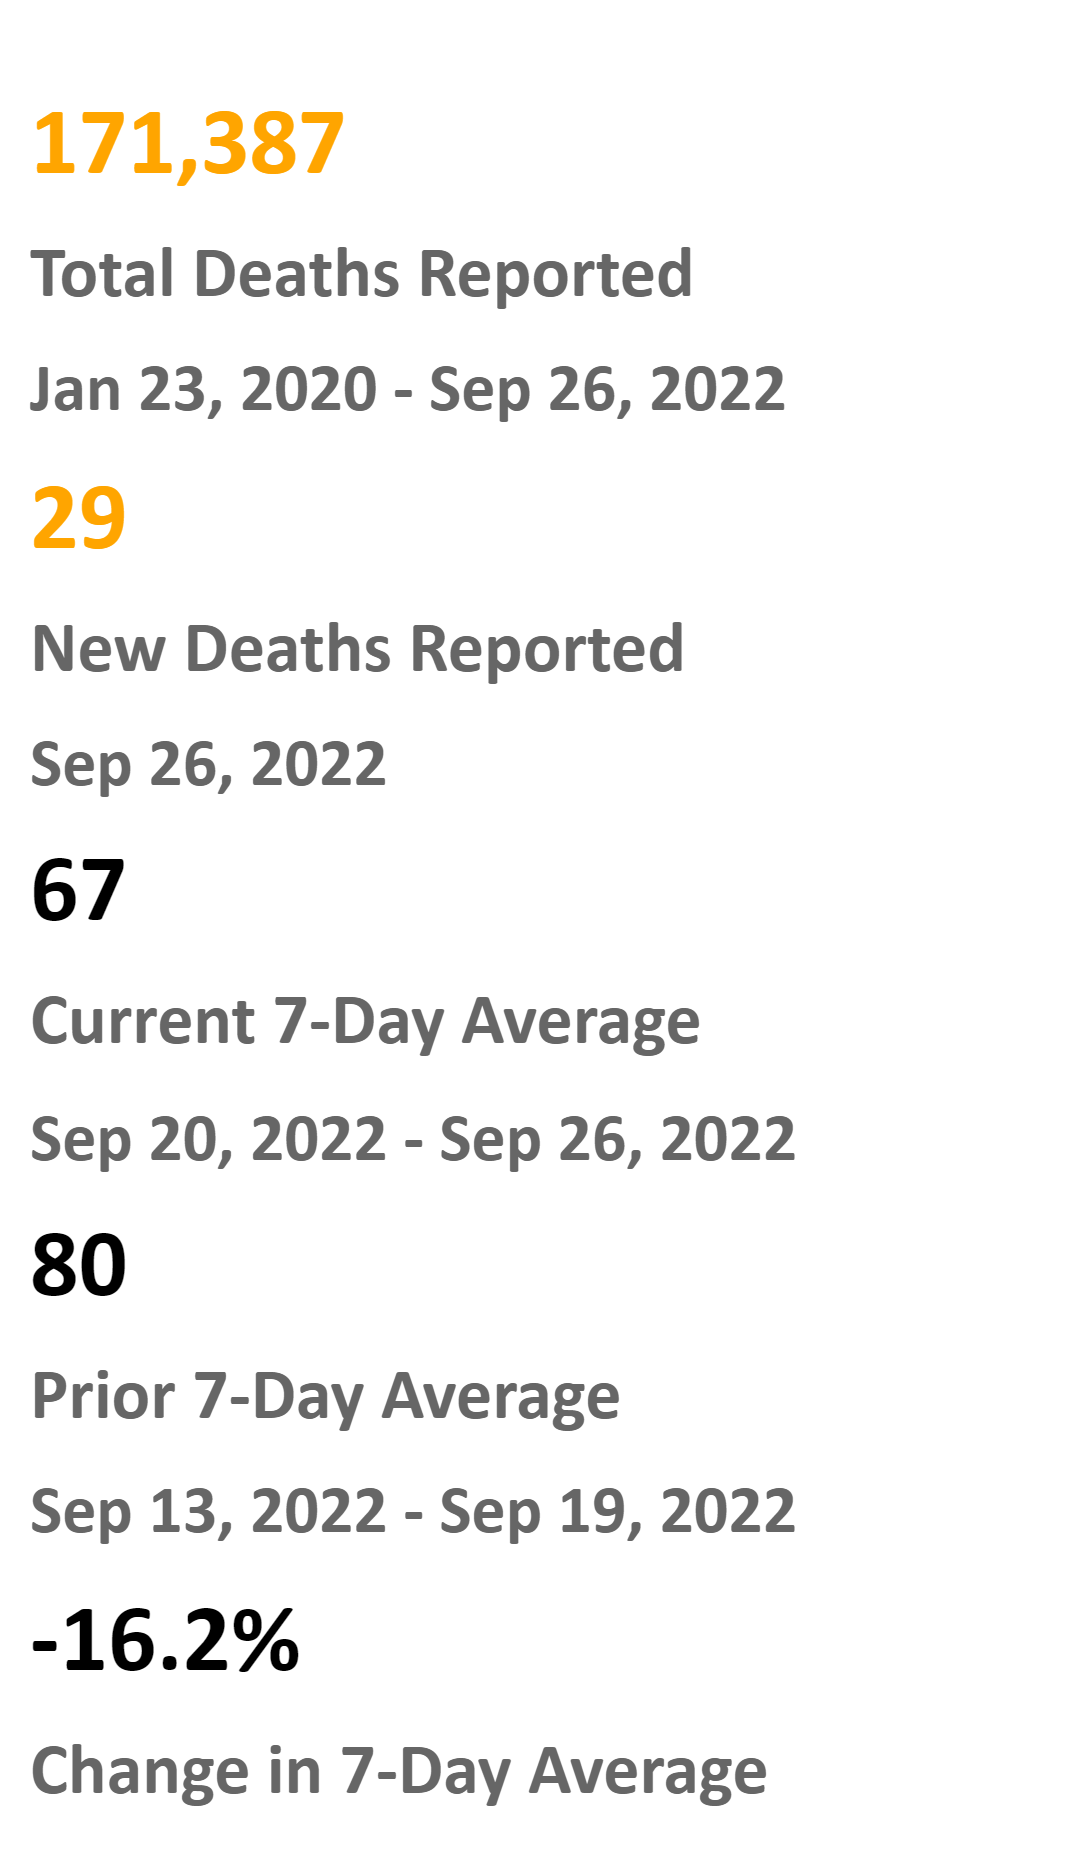 171,387
Total Deaths Reported
Jan 23, 2020 - Sep 26, 2022
29
New Deaths Reported
Sep 26, 2022
67
Current 7-Day Average
Sep 20, 2022 - Sep 26, 2022
80
Prior 7-Day Average
Sep 13, 2022 - Sep 19, 2022
-16.2%
Change in 7-Day Average